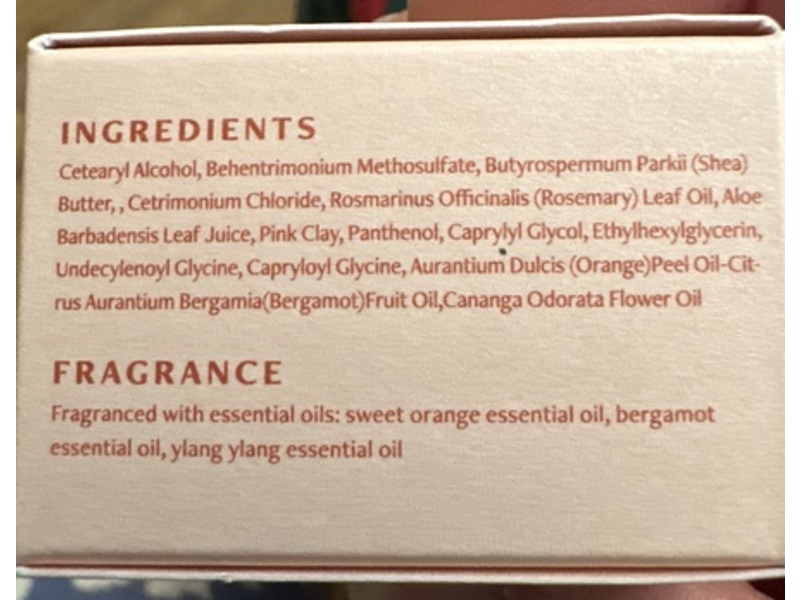 INGREDIENTS
Cetearyl Alcohol, Behentrimonium Methosulfate, Butyrospermum Parkii (Shea)
Butter, , Cetrimonium Chloride, Rosmarinus Officinalis (Rosemary) Leaf Oil, Aloe
Barbadensis Leaf Juice, Pink Clay, Panthenol, Caprylyl Glycol, Ethylhexylglycerin,
Undecylenoyl Glycine, Capryloyl Glycine, Aurantium Dulcis (Orange)Peel Oil-Cit-
rus Aurantium Bergamia(Bergamot)Fruit Oil,Cananga Odorata Flower Oil
FRAGRANCE
Fragranced with essential oils: sweet orange essential oil, bergamot
essential oil, ylang ylang essential oil